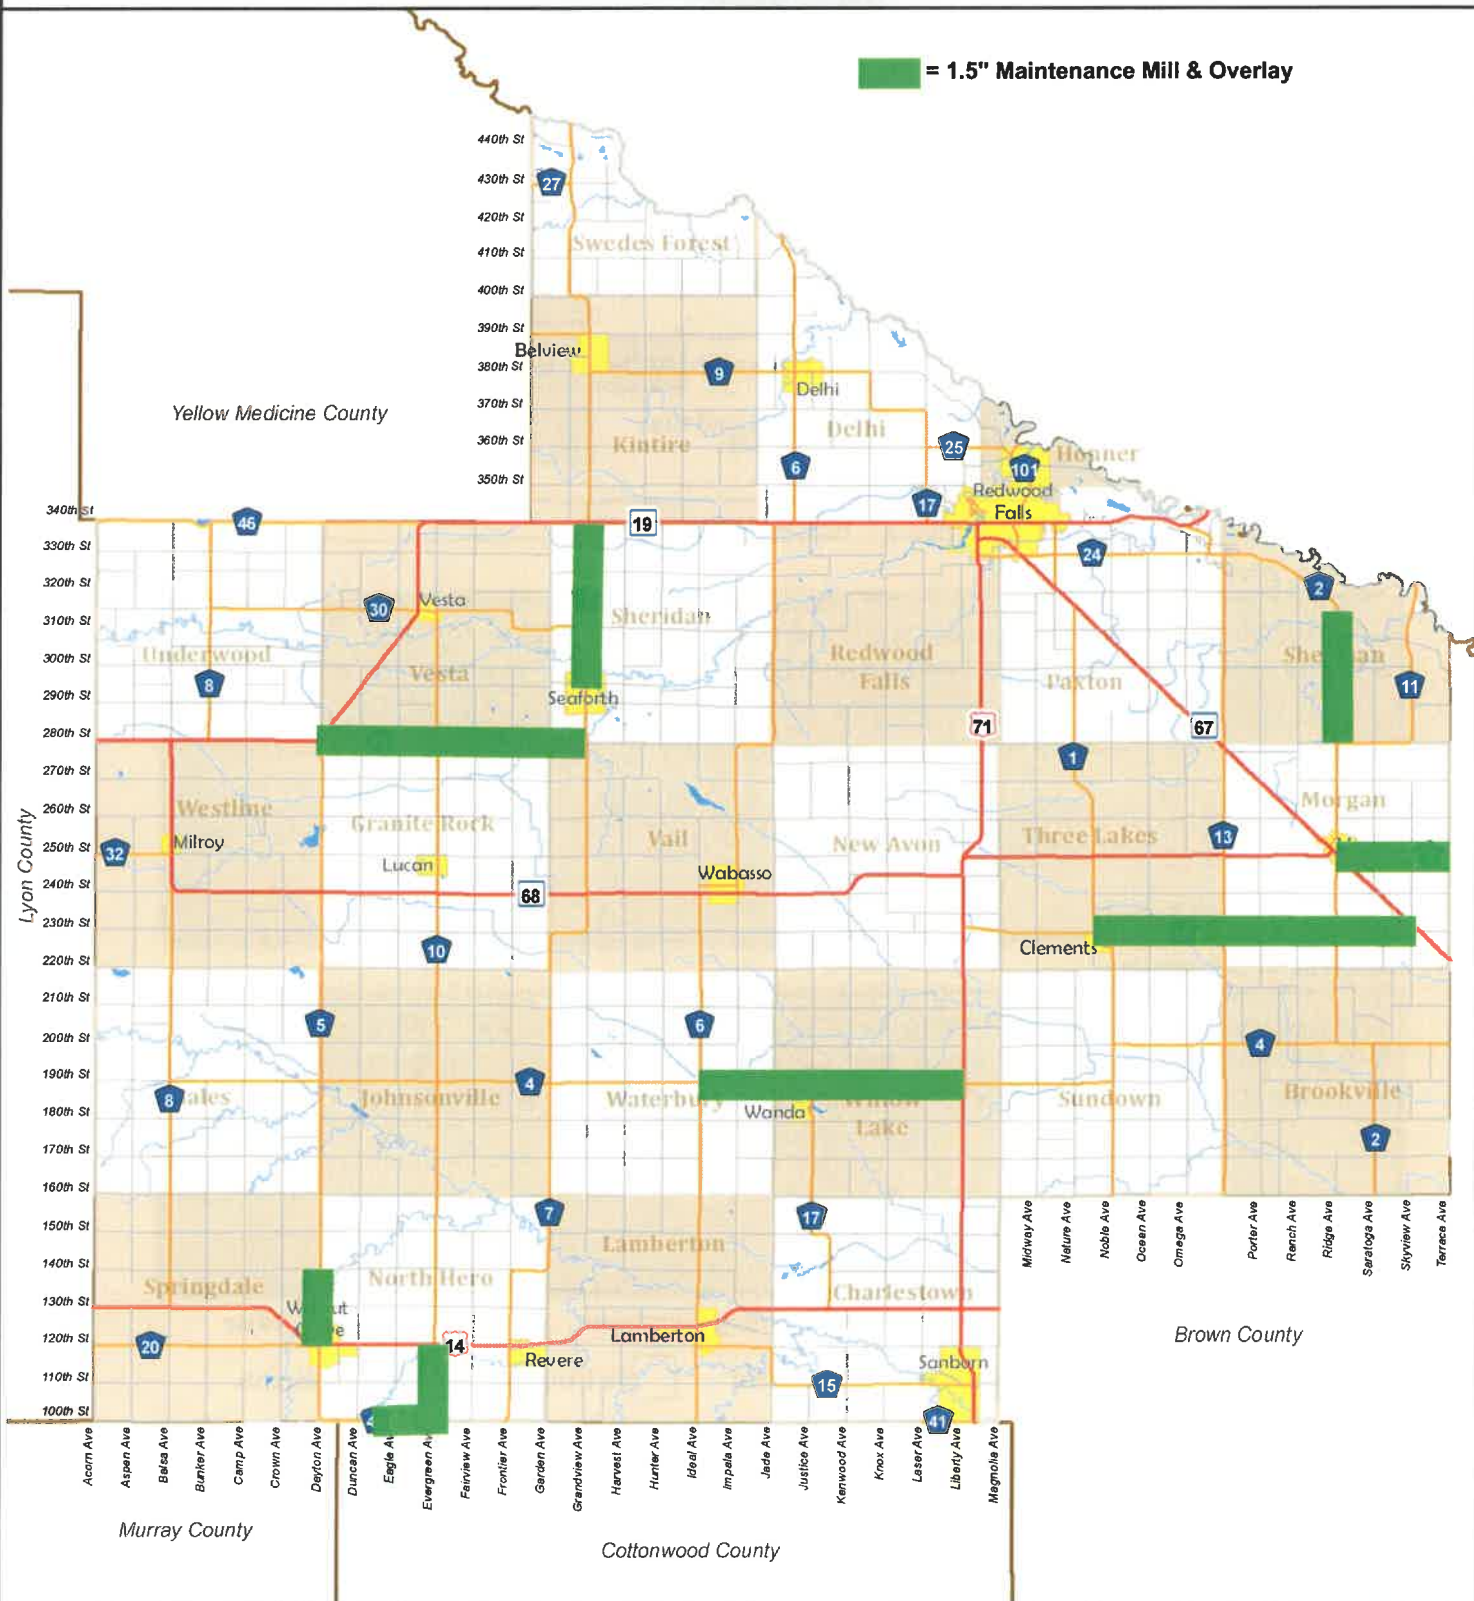 = 1.5" Maintenance Mill & Overlay
440th St
430th St
27
420th St
Swedes Forest
410th St
400th St
390th St
Belview
380th St
9
Delhi
370th St
Yellow Medicine County
Delhi
360th St
Kintire
25
Honner
6
101
350th St
Redwood
17
Falls
340th St
46
19
330th St
24
320th St
2
30
Vesta
310th St
Sheridan
300th St
Underwood
Redwood
Falls
Vesta
Paxton
8
290th St
Seaforth
11
280th St
71
67
1
270th St
Westline
Morgan
260th St
Granite Rock
Vail
New Avon
Three Lakes
13
Milroy
250th St
32
Lucan
Wabasso
240th St
68
Lyon County
230th St
10
Clements
220th St
210th St
5
6
200th St
4
190th St
4
8
Johnsonville
Waterbury
Sundown
Brookville
180th St
Wanda
Lake
2
170th St
160th St
7
17
150th St
Lamberton
140th St
Springdale
North Hero
Charlestown
130th St
20
120th St
14
Lamberton
Revere
Sanborn
Brown County
110th St
15
100th St
41
Midway Ave
Nature Ave
Noble Ave
Ocean Ave
Omega Ave
Porter Ave
Ranch Ave
Ridge Ave
Saratoga Ave
Skyview Ave
Terrace Ave
Acorn Ave
Aspen Ave
Balsa Ave
Bunker Ave
Camp Ave
Crown Ave
Dayton Ave
Duncan Ave
Eagle Av
Evergreen Av
Fairview Ave
Frontier Ave
Garden Ave
Grandview Ave
Harvest Ave
Hunter Ave
Ideal Ave
Impala Ave
Jade Ave
Justice Ave
Kenwood Ave
Knox Ave
Laser Ave
Liberty Ave
Magnolia Ave
Murray County
Cottonwood County